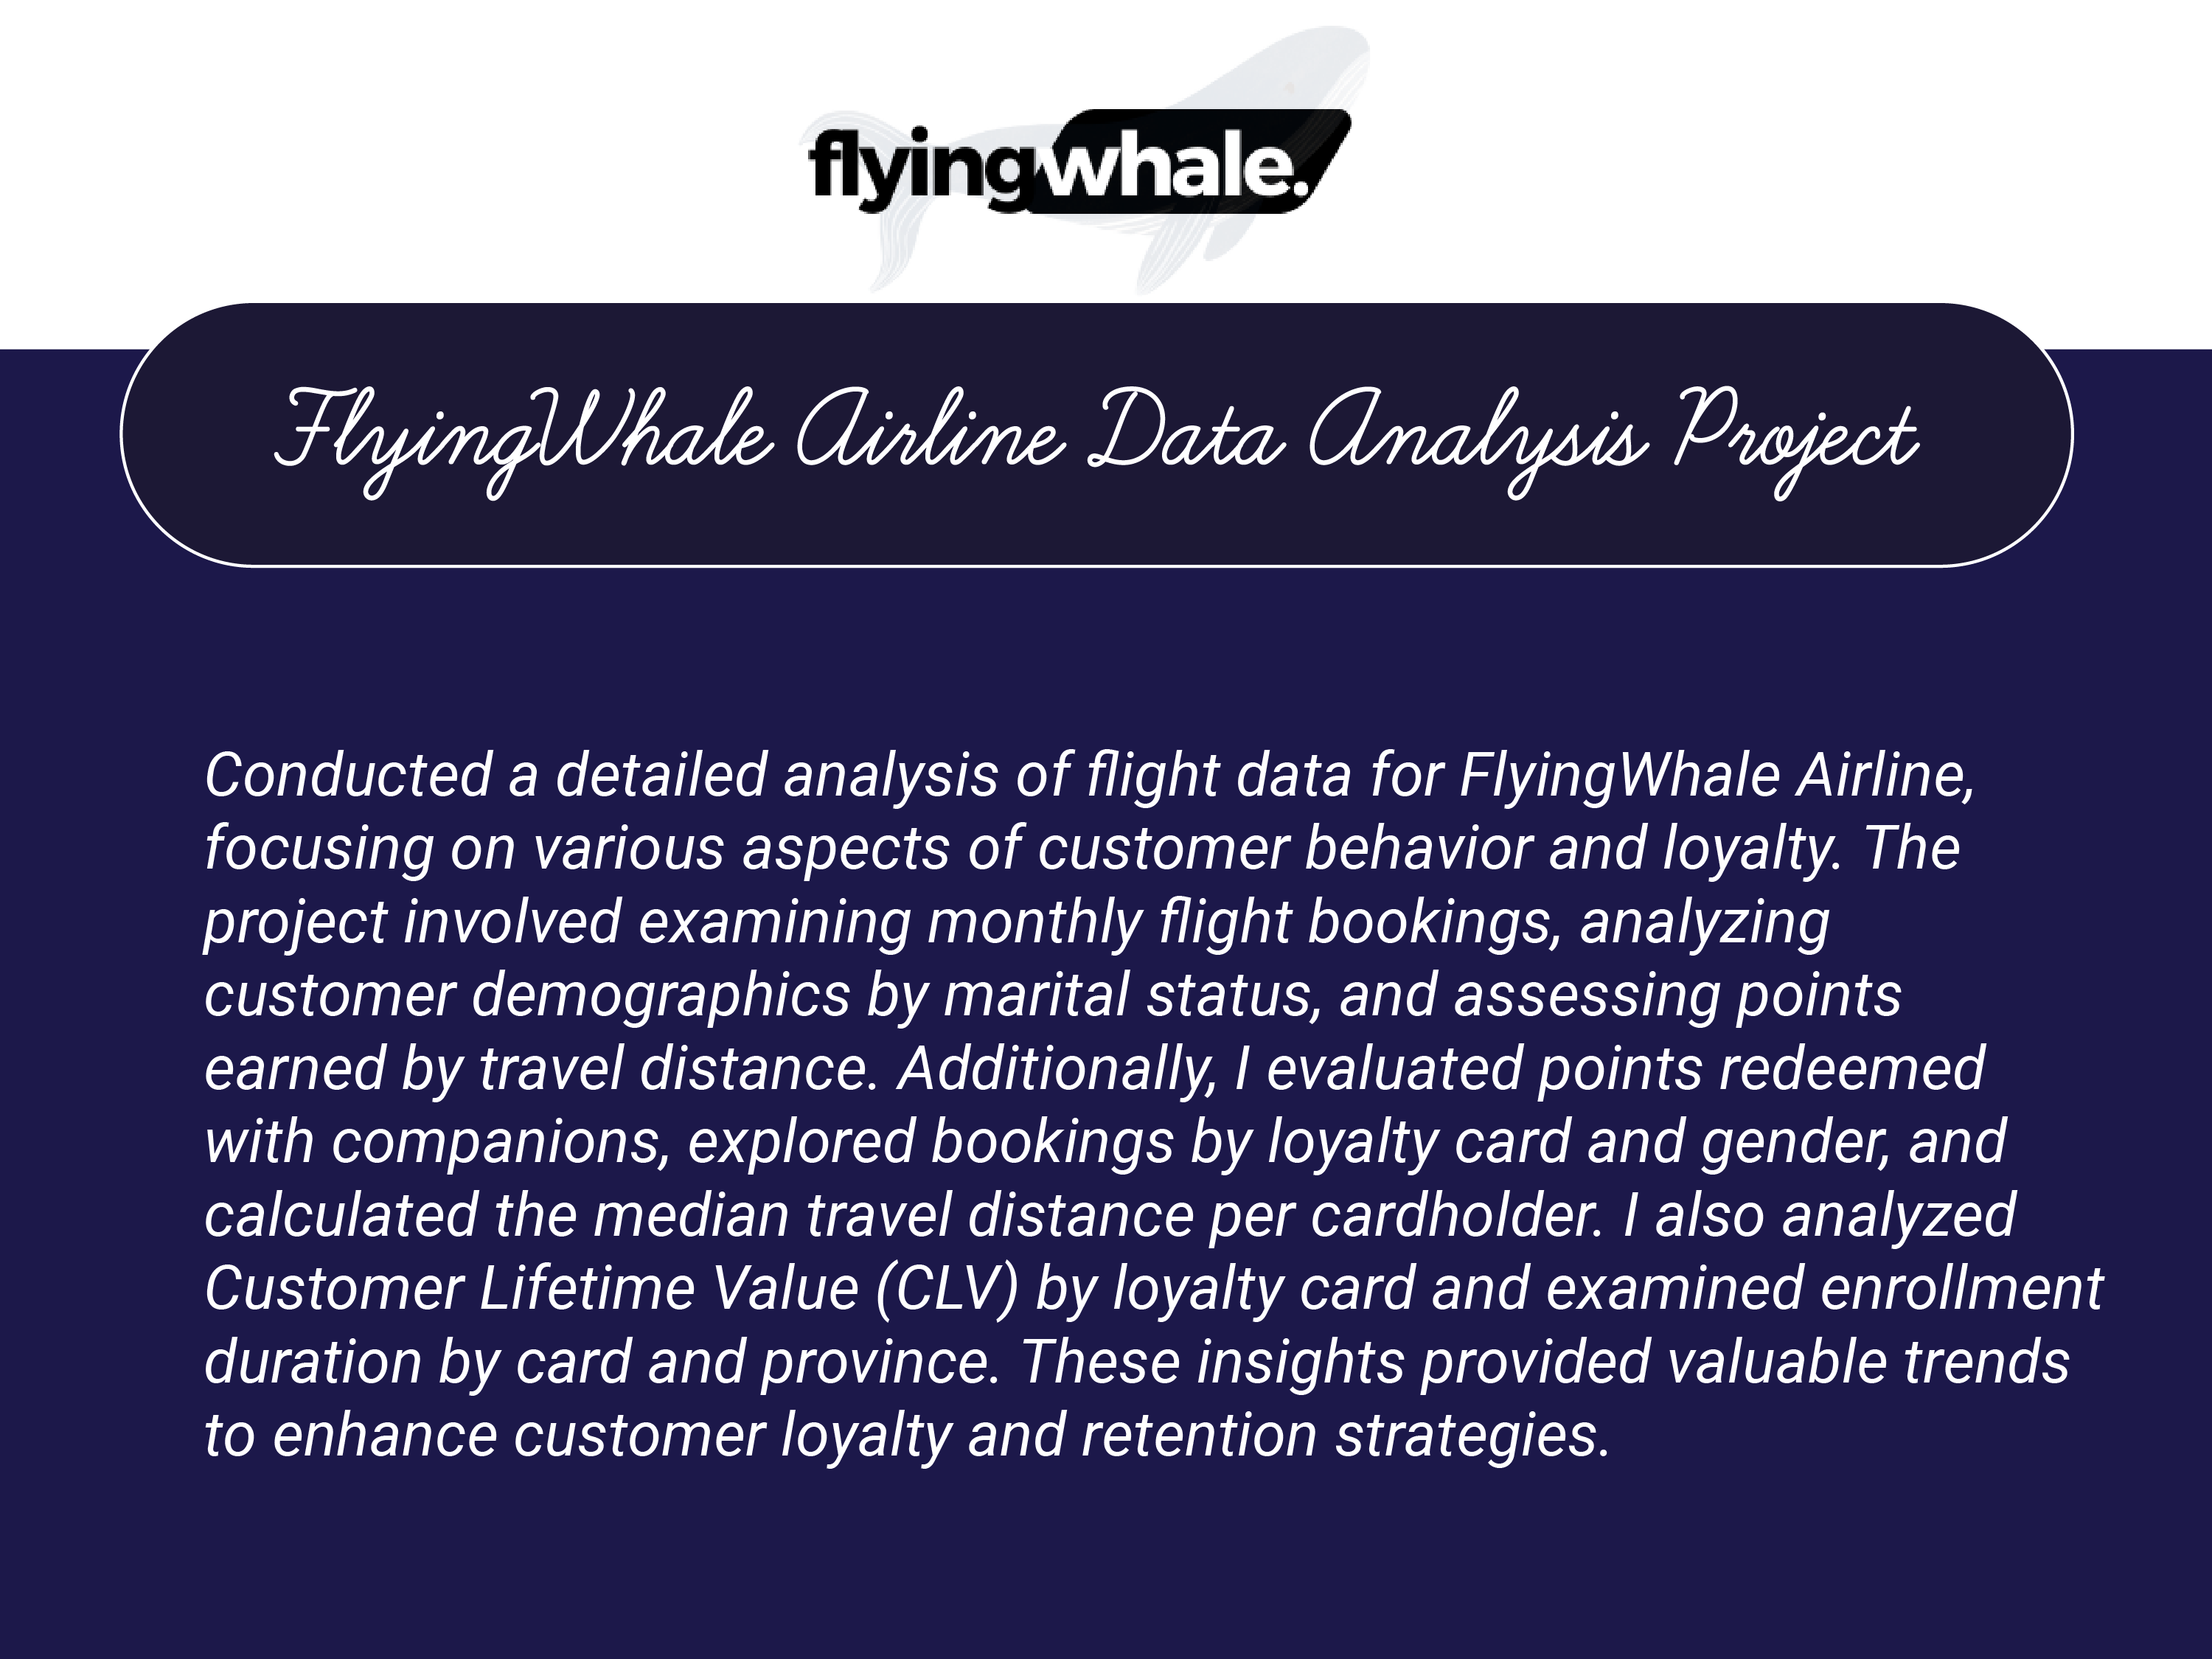 flyingwhale.
FlyingWhale Airline Data Analysis Project
Conducted a detailed analysis of flight data for FlyingWhale Airline,
focusing on various aspects of customer behavior and loyalty. The
project involved examining monthly flight bookings, analyzing
customer demographics by marital status, and assessing points
earned by travel distance. Additionally, I evaluated points redeemed
with companions, explored bookings by loyalty card and gender, and
calculated the median travel distance per cardholder. I also analyzed
Customer Lifetime Value (CLV) by loyalty card and examined enrollment
duration by card and province. These insights provided valuable trends
to enhance customer loyalty and retention strategies.